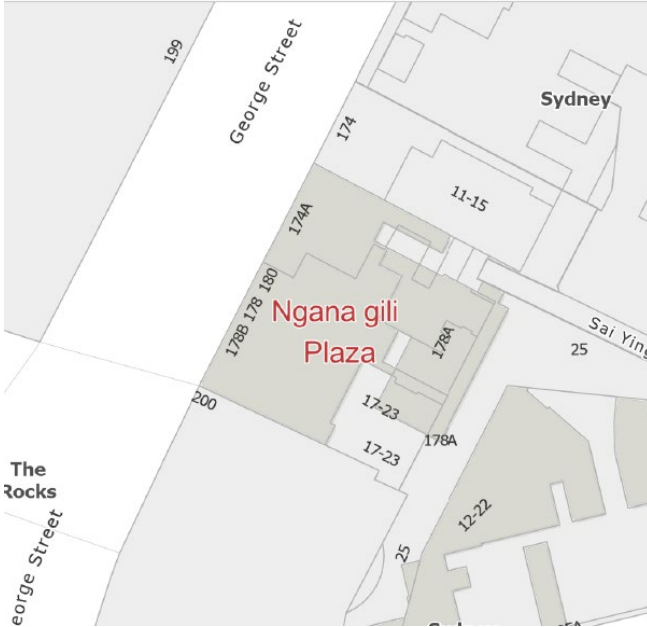 199
George Street
Sydney
174
11-15
174A
180
178
178B
Ngana gili
Plaza
178A
Sai Ying
25
200
17-23
17-23
178A
The
Rocks
12-22
George Street
25